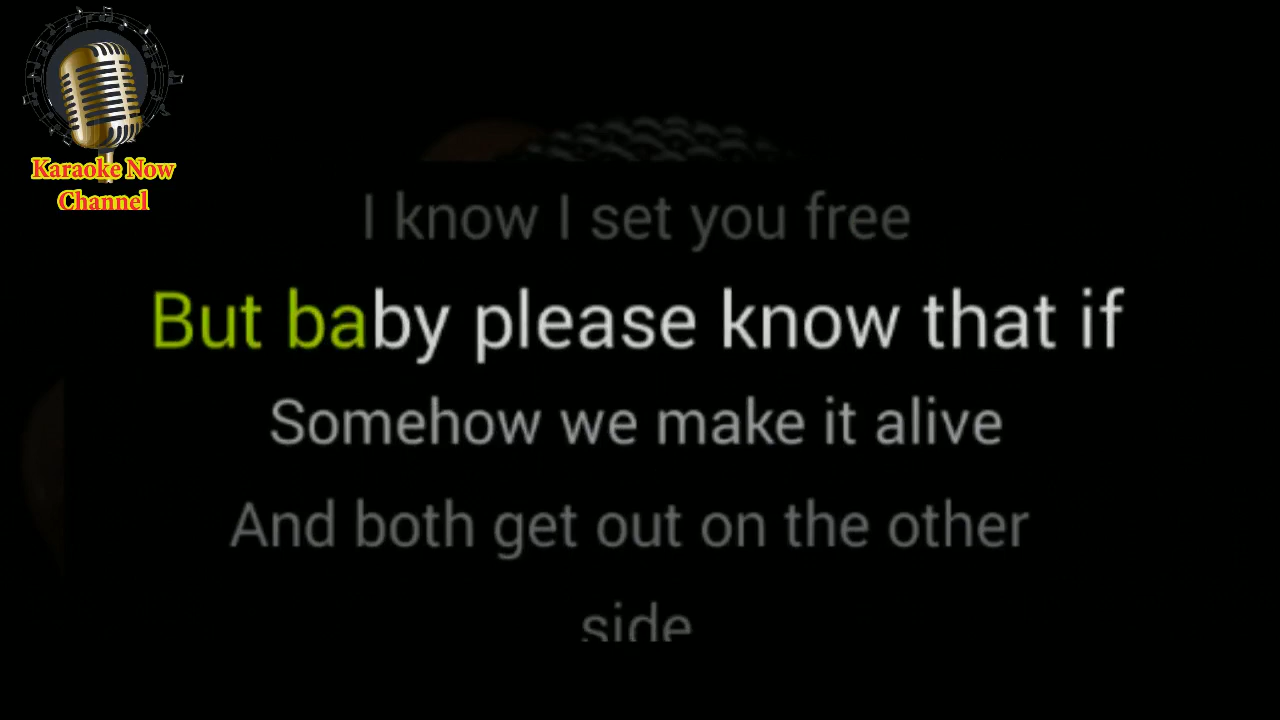 Karaoke Now
Channel
I know I set you free
But baby please know that if
Somehow we make it alive
And both get out on the other
side